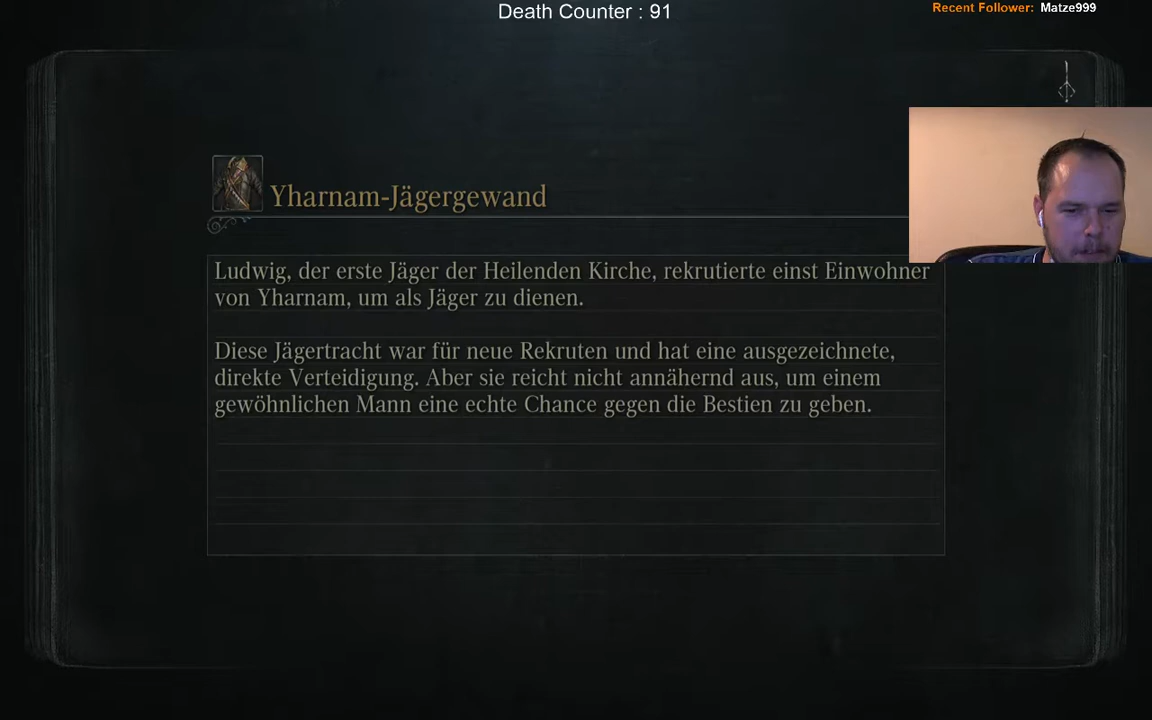 Death Counter : 91
Recent Follower: Matze999
Yharnam-Jägergewand
Ludwig, der erste Jäger der Heilenden Kirche, rekrutierte einst Einwohner
von Yharnam, um als Jäger zu dienen.
Diese Jägertracht war für neue Rekruten und hat eine ausgezeichnete,
direkte Verteidigung. Aber sie reicht nicht annähernd aus, um einem
gewöhnlichen Mann eine echte Chance gegen die Bestien zu geben.